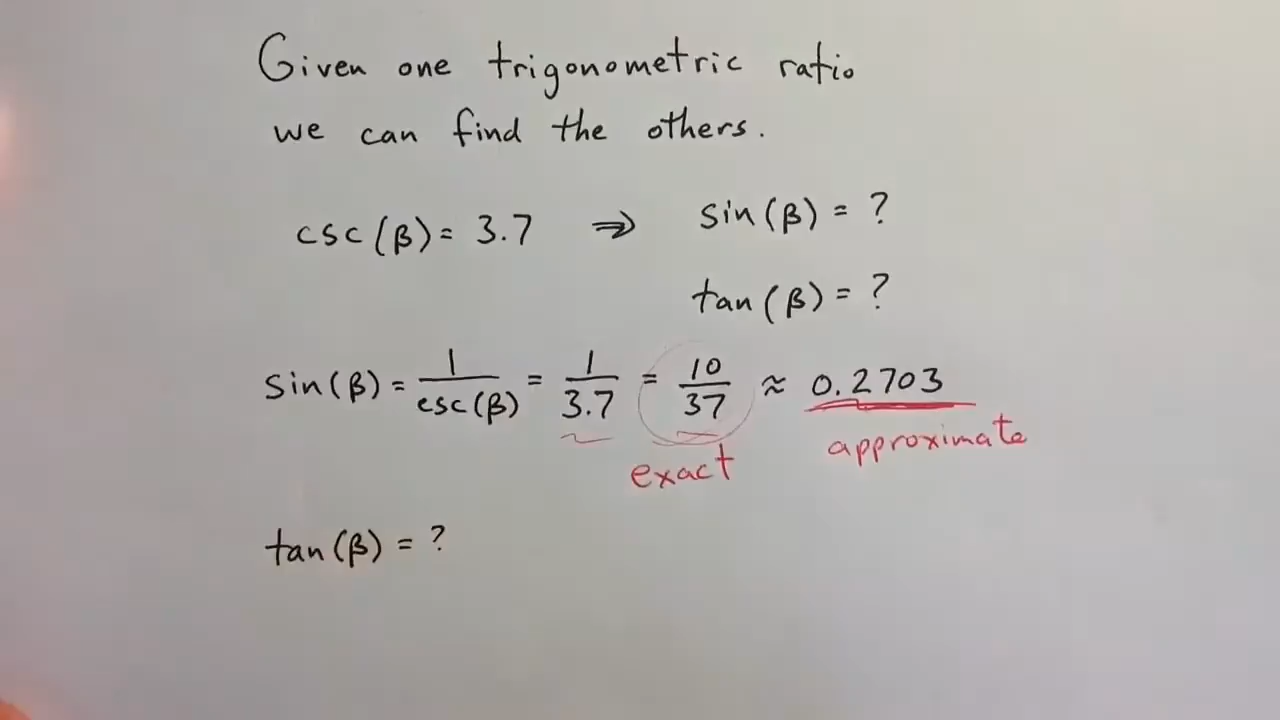 Given one trigonometric ratio
we can find the others.
csc(β) = 3.7 ⇒ sin(β) = ?
tan(β) = ?
sin(β) = 1/csc(β) = 1/3.7 = 10/37 ≈ 0.2703
exact approximate
tan(β) = ?